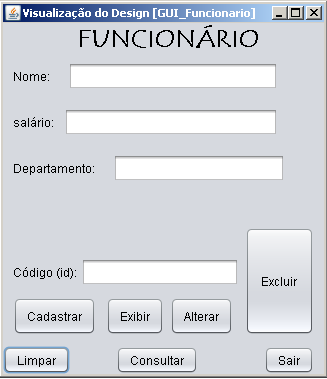 Visualização do Design [GUI_Funcionario]
FUNCIONÁRIO
Nome:
salário:
Departamento:
Código (id):
Excluir
Cadastrar Exibir Alterar
Limpar Consultar Sair